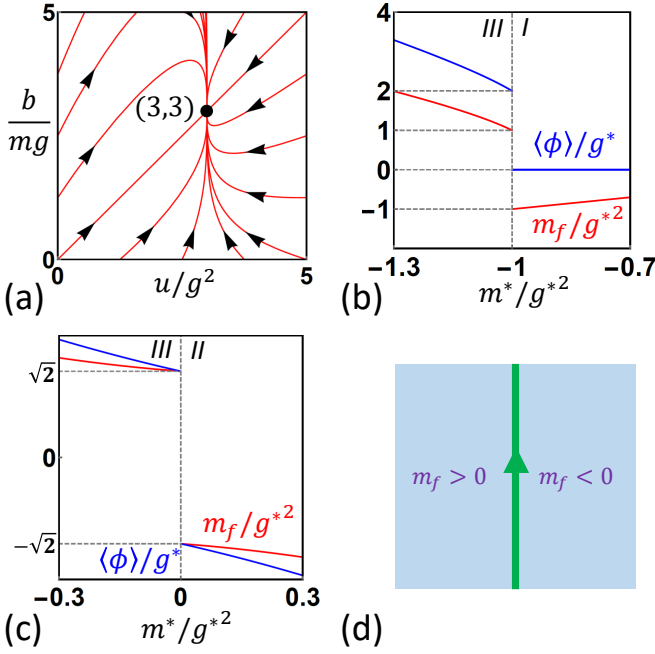 5
b/mg
(3,3)
0
0
u/g²
5
(a)
4
III I
2
1
⟨ϕ⟩/g*
0
−1
m_f/g*²
−1.3
−1
−0.7
m*/g*²
(b)
III II
√2
0
m_f/g*²
−√2
⟨ϕ⟩/g*
−0.3
0
0.3
m*/g*²
(c)
m_f > 0
m_f < 0
(d)